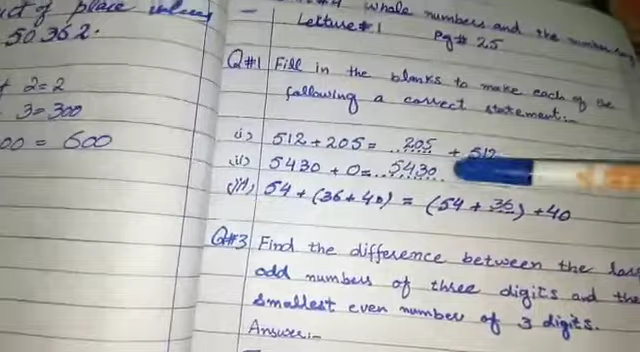 of place
50362.
2=2
3=300
00 = 600
whole numbers and the
Lecture#1 Pg# 25
Q#1 Fill in the blanks to make each of the
following a correct statement:-
(i) 512+205= ..205.. + 512
(ii) 5430 + 0= ..5430..
(iii) 54 + (36+40) = (54 + 36) + 40
Q#3 Find the difference between the
odd numbers of three digits and the
smallest even number of 3 digits.
Answer:-